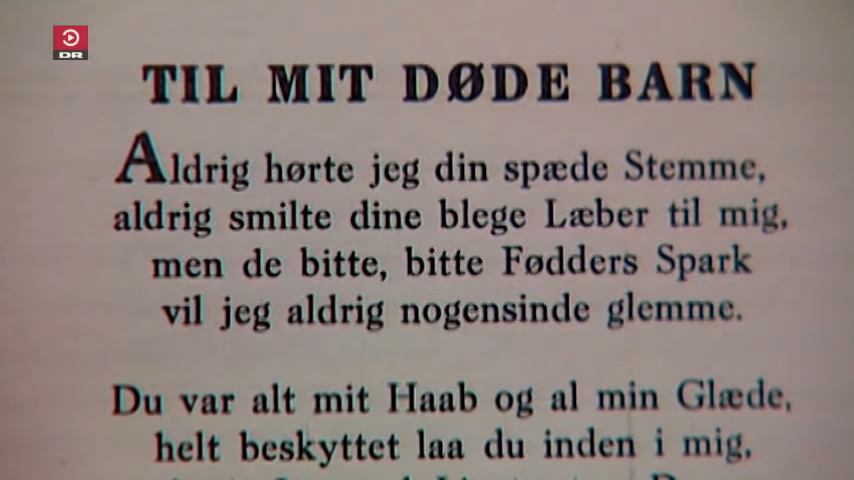 DR
TIL MIT DØDE BARN
Aldrig hørte jeg din spæde Stemme,
aldrig smilte dine blege Læber til mig,
men de bitte, bitte Fødders Spark
vil jeg aldrig nogensinde glemme.
Du var alt mit Haab og al min Glæde,
helt beskyttet laa du inden i mig,